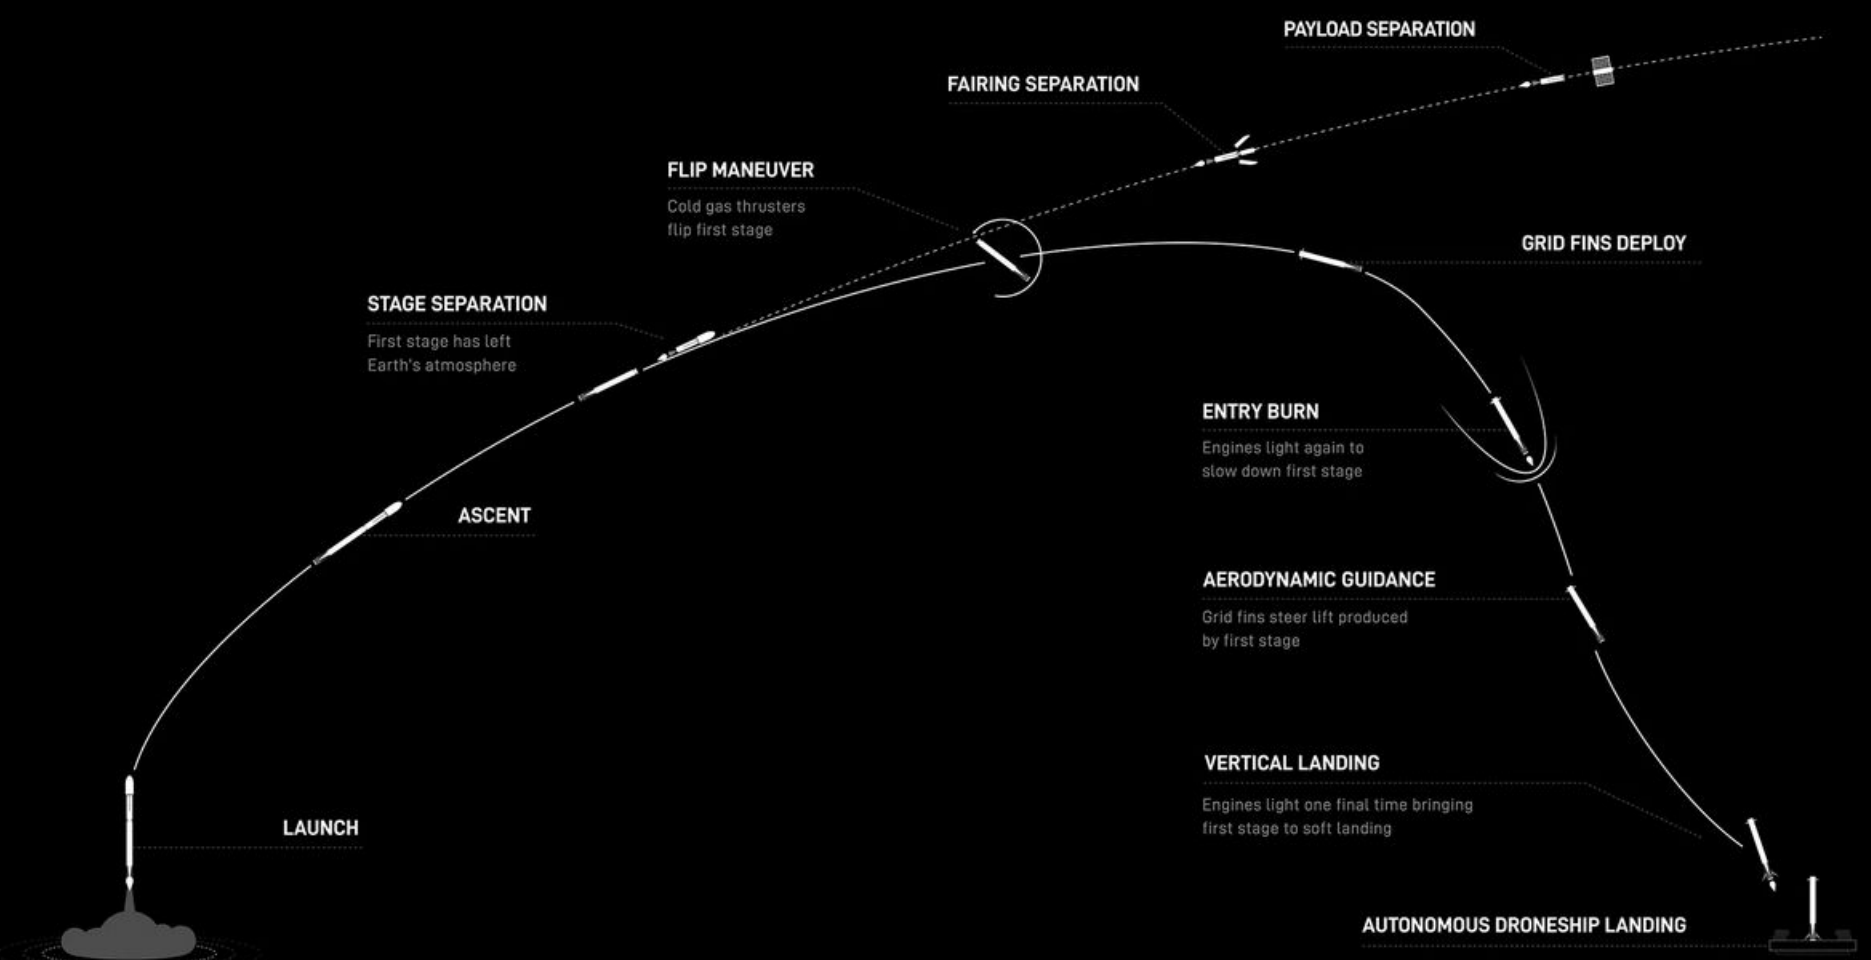 PAYLOAD SEPARATION
FAIRING SEPARATION
FLIP MANEUVER
Cold gas thrusters
flip first stage
GRID FINS DEPLOY
STAGE SEPARATION
First stage has left
Earth's atmosphere
ENTRY BURN
Engines light again to
slow down first stage
ASCENT
AERODYNAMIC GUIDANCE
Grid fins steer lift produced
by first stage
VERTICAL LANDING
Engines light one final time bringing
first stage to soft landing
LAUNCH
AUTONOMOUS DRONESHIP LANDING